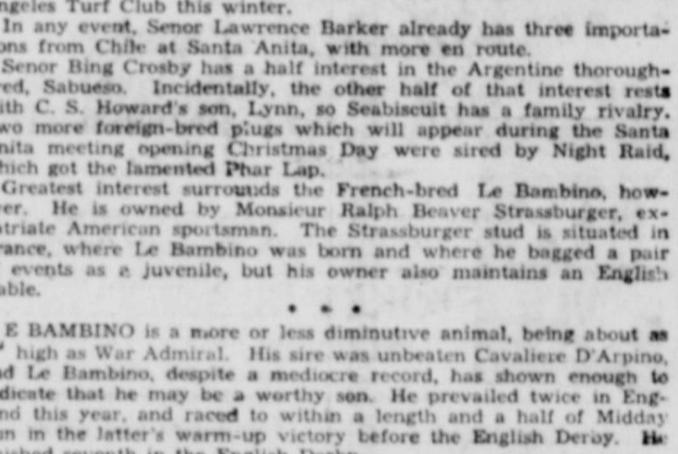 ngeles Turf Club this winter.
In any event, Senor Lawrence Barker already has three importa-
ons from Chile at Santa Anita, with more en route.
Senor Bing Crosby has a half interest in the Argentine thorough-
red, Sabueso. Incidentally, the other half of that interest rests
ith C. S. Howard's son, Lynn, so Seabiscuit has a family rivalry.
wo more foreign-bred plugs which will appear during the Santa
nita meeting opening Christmas Day were sired by Night Raid,
hich got the lamented Phar Lap.
Greatest interest surrounds the French-bred Le Bambino, how-
er. He is owned by Monsieur Ralph Beaver Strassburger, ex-
atriate American sportsman. The Strassburger stud is situated in
rance, where Le Bambino was born and where he bagged a pair
events as a juvenile, but his owner also maintains an English
able.
* * *
E BAMBINO is a more or less diminutive animal, being about as
high as War Admiral. His sire was unbeaten Cavaliere D'Arpino,
nd Le Bambino, despite a mediocre record, has shown enough to
dicate that he may be a worthy son. He prevailed twice in Eng-
nd this year, and raced to within a length and a half of Midday
un in the latter's warm-up victory before the English Derby. He
ished seventh in the English Derby